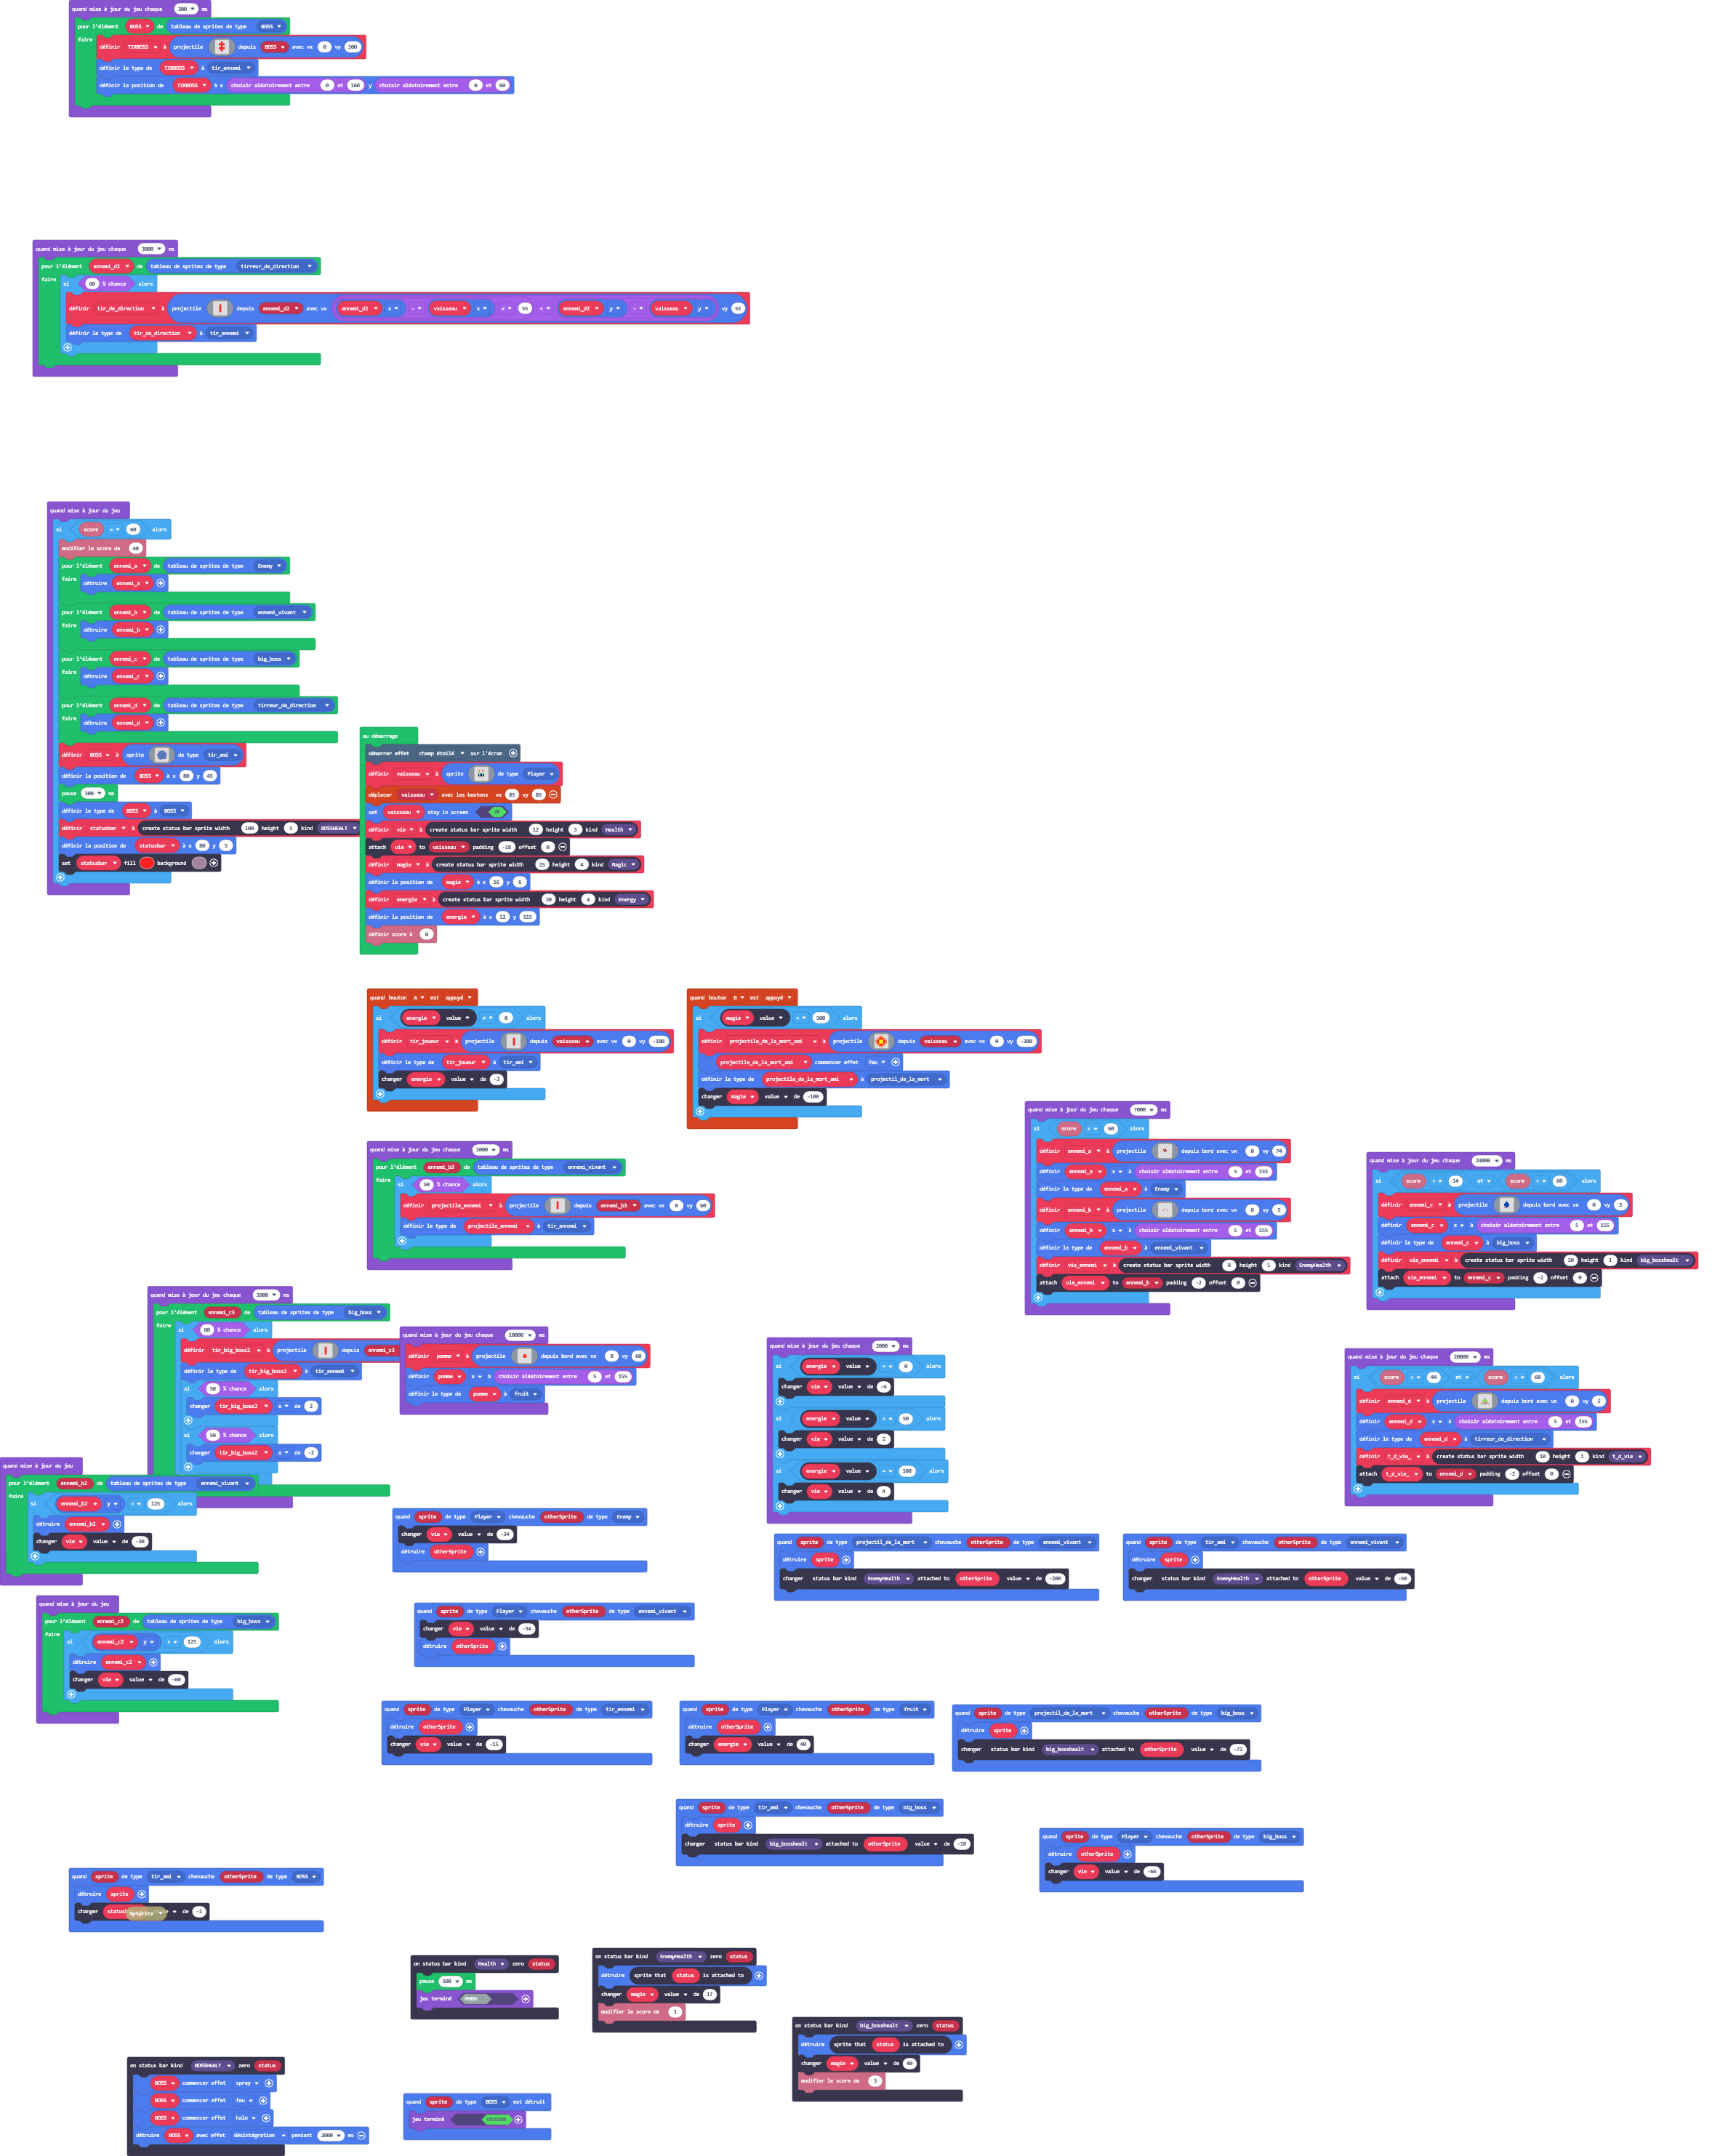 quand mise à jour du jeu chaque 300 ms
pour l'élément BOSS de tableau de sprites de type BOSS
faire
définir TIRBOSS à projectile depuis BOSS avec vx 0 vy 100
définir le type de TIRBOSS à tir_ennemi
définir la position de TIRBOSS à x choisir aléatoirement entre 0 et 160 y choisir aléatoirement entre 0 et 60
quand mise à jour du jeu chaque 3000 ms
pour l'élément ennemi_d2 de tableau de sprites de type tirreur_de_direction
faire
si 60 % chance alors
définir tir_de_direction à projectile depuis ennemi_d2 avec vx ennemi_d2 x - vaisseau x × 55 ÷ ennemi_d2 y - vaisseau y vy 55
définir le type de tir_de_direction à tir_ennemi
quand mise à jour du jeu
si score = 60 alors
modifier le score de 40
pour l'élément ennemi_a de tableau de sprites de type Enemy
faire détruire ennemi_a
pour l'élément ennemi_b de tableau de sprites de type ennemi_vivant
faire détruire ennemi_b
pour l'élément ennemi_c de tableau de sprites de type big_boss
faire détruire ennemi_c
pour l'élément ennemi_d de tableau de sprites de type tirreur_de_direction
faire détruire ennemi_d
définir BOSS à sprite de type tir_ami
définir la position de BOSS à x 80 y 45
pause 100 ms
définir le type de BOSS à BOSS
définir statusbar à create status bar sprite width 100 height 5 kind BOSSHEALT
définir la position de statusbar à x 80 y 5
set statusbar fill background
au démarrage
démarrer effet champ étoilé sur l'écran
définir vaisseau à sprite de type Player
déplacer vaisseau avec les boutons vx 85 vy 85
set vaisseau stay in screen ON
définir vie à create status bar sprite width 12 height 3 kind Health
attach vie to vaisseau padding -18 offset 0
définir magie à create status bar sprite width 25 height 4 kind Magic
définir la position de magie à x 16 y 6
définir energie à create status bar sprite width 20 height 4 kind Energy
définir la position de energie à x 12 y 115
définir score à 0
quand bouton A est appuyé
si energie value ≠ 0 alors
définir tir_joueur à projectile depuis vaisseau avec vx 0 vy -100
définir le type de tir_joueur à tir_ami
changer energie value de -3
quand bouton B est appuyé
si magie value = 100 alors
définir projectile_de_la_mort_ami à projectile depuis vaisseau avec vx 0 vy -200
projectile_de_la_mort_ami commencer effet feu
définir le type de projectile_de_la_mort_ami à projectil_de_la_mort
changer magie value de -100
quand mise à jour du jeu chaque 7000 ms
si score < 60 alors
définir ennemi_a à projectile depuis bord avec vx 0 vy 74
définir ennemi_a x à choisir aléatoirement entre 5 et 155
définir le type de ennemi_a à Enemy
définir ennemi_b à projectile depuis bord avec vx 0 vy 5
définir ennemi_b x à choisir aléatoirement entre 5 et 155
définir le type de ennemi_b à ennemi_vivant
définir vie_ennemi à create status bar sprite width 8 height 1 kind EnemyHealth
attach vie_ennemi to ennemi_b padding -2 offset 0
quand mise à jour du jeu chaque 24000 ms
si score > 14 et score < 60 alors
définir ennemi_c à projectile depuis bord avec vx 0 vy 5
définir ennemi_c x à choisir aléatoirement entre 5 et 155
définir le type de ennemi_c à big_boss
définir vie_ennemi à create status bar sprite width 10 height 1 kind big_bosshealt
attach vie_ennemi to ennemi_c padding -2 offset 0
quand mise à jour du jeu chaque 1000 ms
pour l'élément ennemi_b3 de tableau de sprites de type ennemi_vivant
faire
si 50 % chance alors
définir projectile_ennemi à projectile depuis ennemi_b3 avec vx 0 vy 60
définir le type de projectile_ennemi à tir_ennemi
quand mise à jour du jeu chaque 1000 ms
pour l'élément ennemi_c3 de tableau de sprites de type big_boss
faire
si 60 % chance alors
définir tir_big_boss2 à projectile depuis ennemi_c3
définir le type de tir_big_boss2 à tir_ennemi
si 50 % chance alors
changer tir_big_boss2 x de 2
si 50 % chance alors
changer tir_big_boss2 x de -2
quand mise à jour du jeu chaque 10000 ms
définir pomme à projectile depuis bord avec vx 0 vy 60
définir pomme x à choisir aléatoirement entre 5 et 155
définir le type de pomme à fruit
quand mise à jour du jeu chaque 2000 ms
si energie value = 0 alors
changer vie value de -4
si energie value > 50 alors
changer vie value de 2
si energie value = 100 alors
changer vie value de 4
quand mise à jour du jeu chaque 20000 ms
si score > 44 et score < 60 alors
définir ennemi_d à projectile depuis bord avec vx 0 vy 5
définir ennemi_d x à choisir aléatoirement entre 5 et 155
définir le type de ennemi_d à tirreur_de_direction
définir t_d_vie_ à create status bar sprite width 10 height 1 kind t_d_vie
attach t_d_vie_ to ennemi_d padding -2 offset 0
quand mise à jour du jeu
pour l'élément ennemi_b2 de tableau de sprites de type ennemi_vivant
faire
si ennemi_b2 y > 125 alors
détruire ennemi_b2
changer vie value de -30
quand sprite de type Player chevauche otherSprite de type Enemy
changer vie value de -34
détruire otherSprite
quand sprite de type projectil_de_la_mort chevauche otherSprite de type ennemi_vivant
détruire sprite
changer status bar kind EnemyHealth attached to otherSprite value de -200
quand sprite de type tir_ami chevauche otherSprite de type ennemi_vivant
détruire sprite
changer status bar kind EnemyHealth attached to otherSprite value de -50
quand mise à jour du jeu
pour l'élément ennemi_c2 de tableau de sprites de type big_boss
faire
si ennemi_c2 y > 125 alors
détruire ennemi_c2
changer vie value de -60
quand sprite de type Player chevauche otherSprite de type ennemi_vivant
changer vie value de -34
détruire otherSprite
quand sprite de type Player chevauche otherSprite de type tir_ennemi
détruire otherSprite
changer vie value de -15
quand sprite de type Player chevauche otherSprite de type fruit
détruire otherSprite
changer energie value de 40
quand sprite de type projectil_de_la_mort chevauche otherSprite de type big_boss
détruire sprite
changer status bar kind big_bosshealt attached to otherSprite value de -72
quand sprite de type tir_ami chevauche otherSprite de type big_boss
détruire sprite
changer status bar kind big_bosshealt attached to otherSprite value de -18
quand sprite de type Player chevauche otherSprite de type big_boss
détruire otherSprite
changer vie value de -66
quand sprite de type tir_ami chevauche otherSprite de type BOSS
détruire sprite
changer mySprite de -1
on status bar kind Health zero status
pause 100 ms
jeu terminé PERDU
on status bar kind EnemyHealth zero status
détruire sprite that status is attached to
changer magie value de 17
modifier le score de 1
on status bar kind big_bosshealt zero status
détruire sprite that status is attached to
changer magie value de 40
modifier le score de 3
on status bar kind BOSSHEALT zero status
BOSS commencer effet spray
BOSS commencer effet feu
BOSS commencer effet halo
détruire BOSS avec effet désintégration pendant 2000 ms
quand sprite de type BOSS est détruit
jeu terminé VICTOIRE